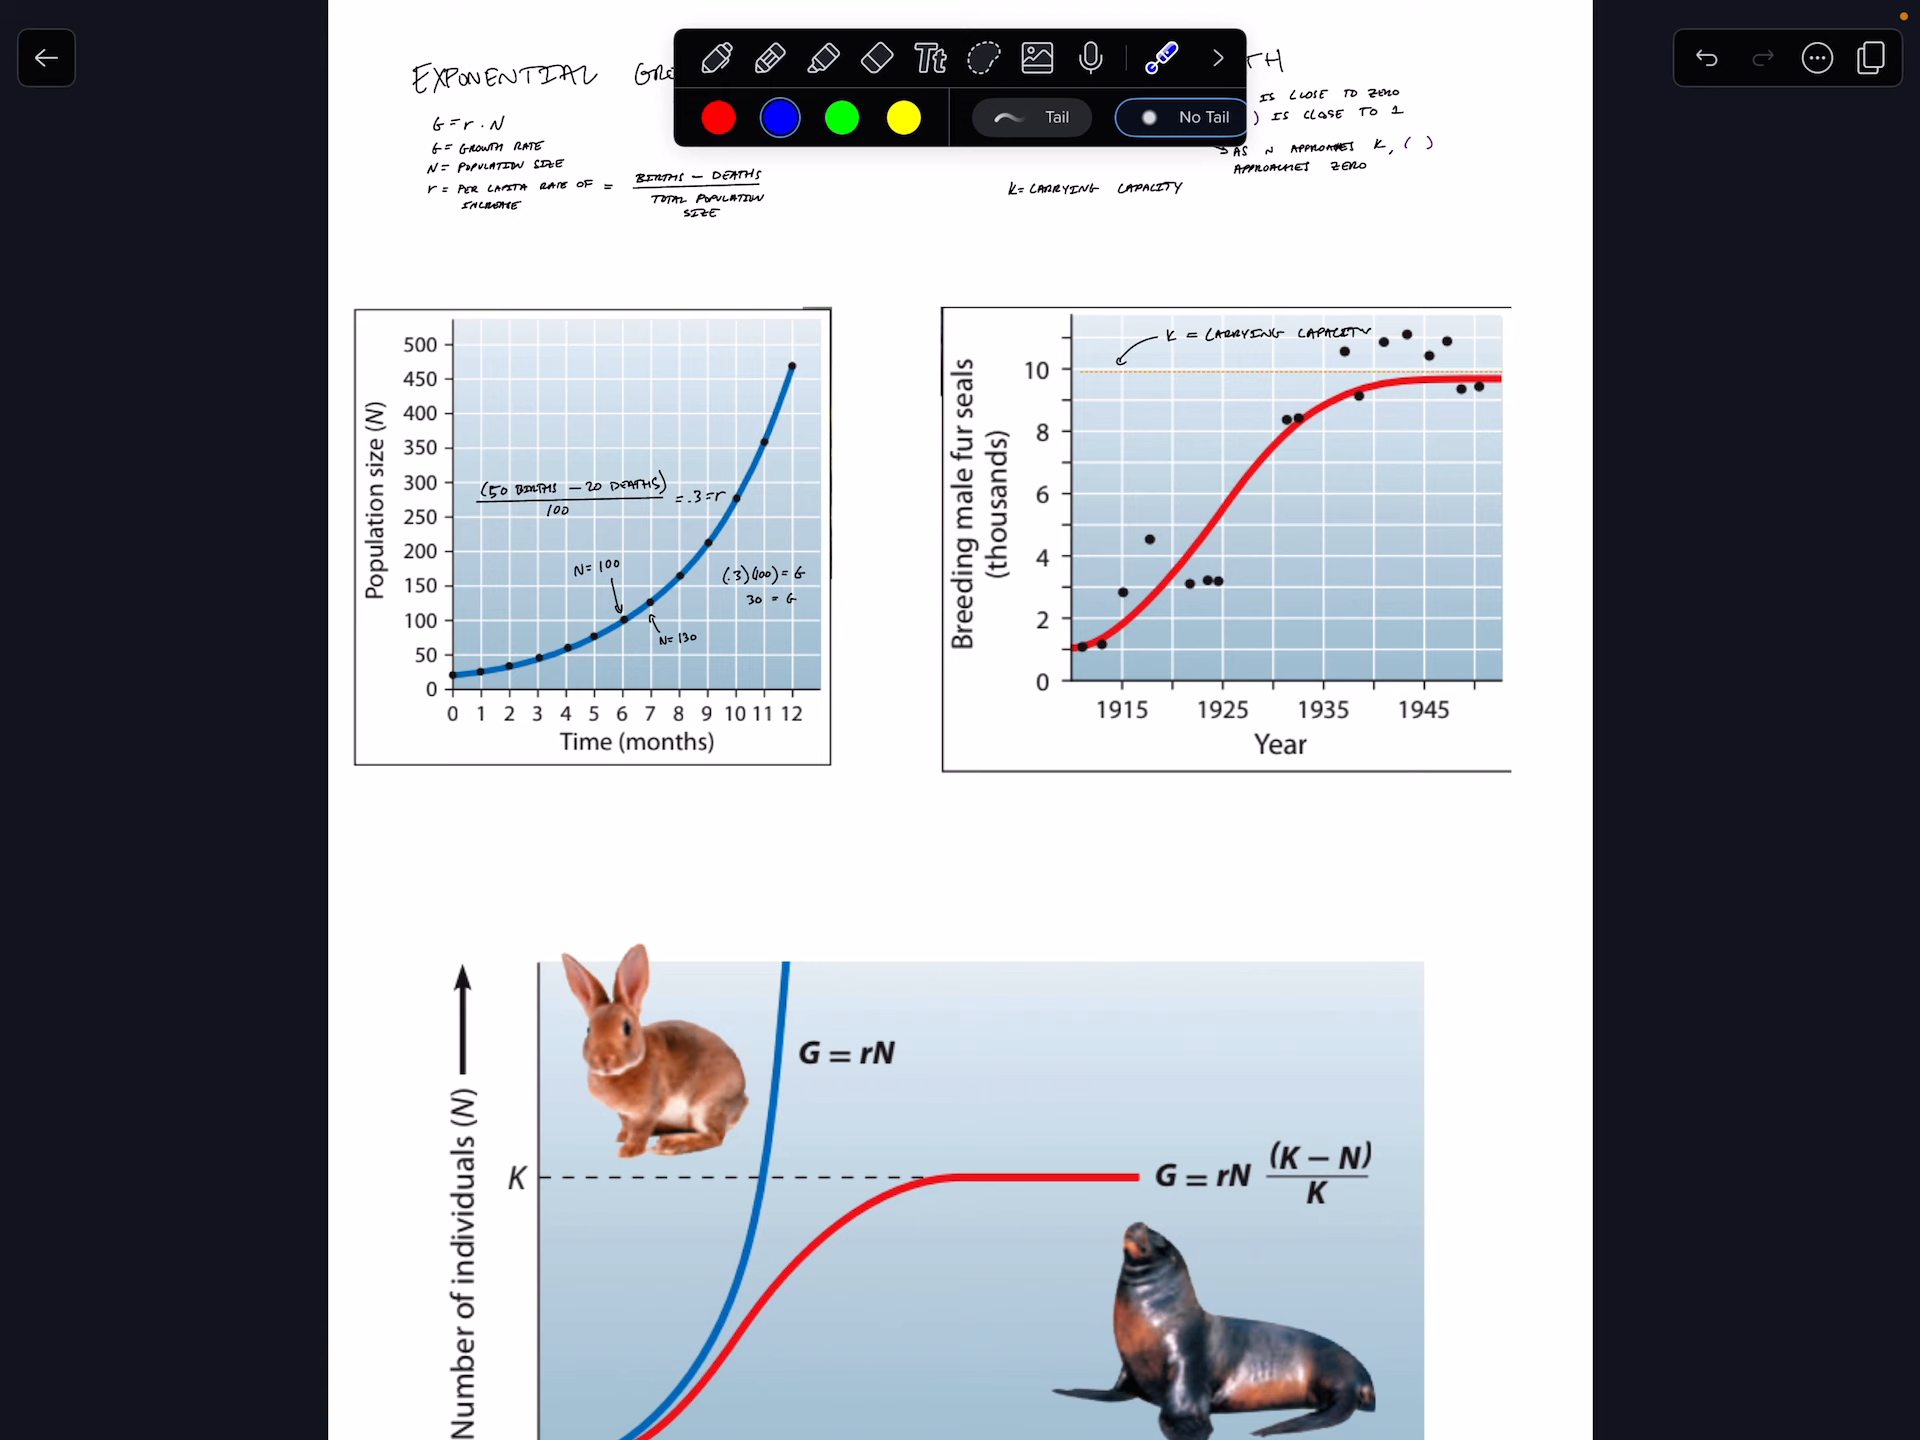 EXPONENTIAL
G = r . N
G = GROWTH RATE
N = POPULATION SIZE
r = PER CAPITA RATE OF INCREASE = BIRTHS - DEATHS
TOTAL POPULATION SIZE
Tt
Tail
No Tail
TH
IS CLOSE TO ZERO
) IS CLOSE TO 1
→ AS N APPROACHES K, ( )
APPROACHES ZERO
K = CARRYING CAPACITY
Population size (N)
500
450
400
350
300
250
200
150
100
50
0
(50 BIRTHS - 20 DEATHS)
100
= .3 = r
N = 100
N = 130
(.3)(100) = G
30 = G
0 1 2 3 4 5 6 7 8 9 10 11 12
Time (months)
K = CARRYING CAPACITY
Breeding male fur seals
(thousands)
10
8
6
4
2
0
1915 1925 1935 1945
Year
Number of individuals (N)
K
G = rN
G = rN (K – N)
K